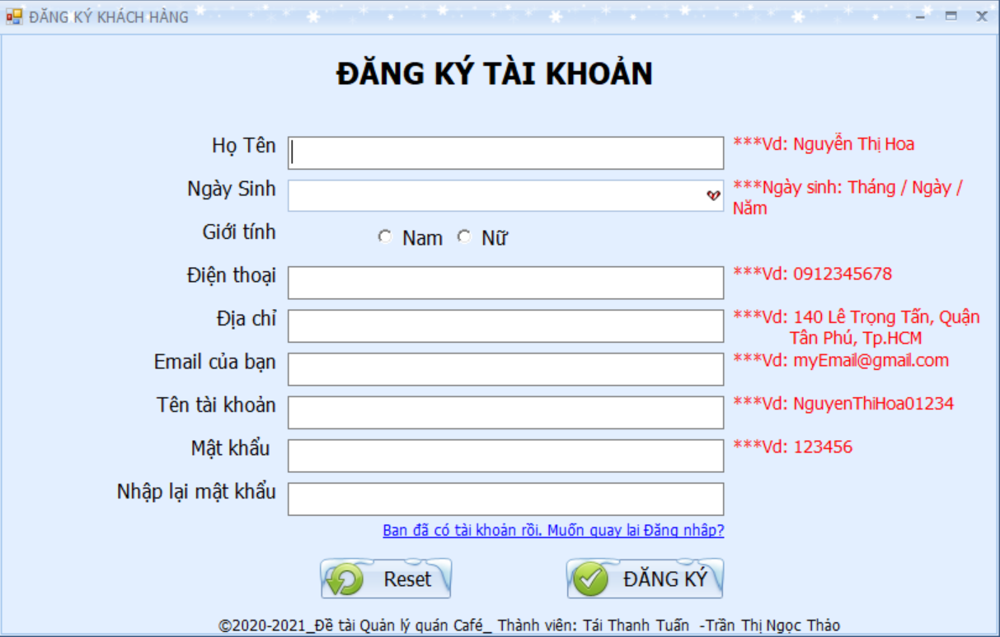 ĐĂNG KÝ KHÁCH HÀNG
ĐĂNG KÝ TÀI KHOẢN
Họ Tên ***Vd: Nguyễn Thị Hoa
Ngày Sinh ***Ngày sinh: Tháng / Ngày /
Năm
Giới tính Nam Nữ
Điện thoại ***Vd: 0912345678
Địa chỉ ***Vd: 140 Lê Trọng Tấn, Quận
Tân Phú, Tp.HCM
Email của bạn ***Vd: myEmail@gmail.com
Tên tài khoản ***Vd: NguyenThiHoa01234
Mật khẩu ***Vd: 123456
Nhập lại mật khẩu
Bạn đã có tài khoản rồi. Muốn quay lại Đăng nhập?
Reset ĐĂNG KÝ
©2020-2021_Đề tài Quản lý quán Café_ Thành viên: Tái Thanh Tuấn -Trần Thị Ngọc Thảo